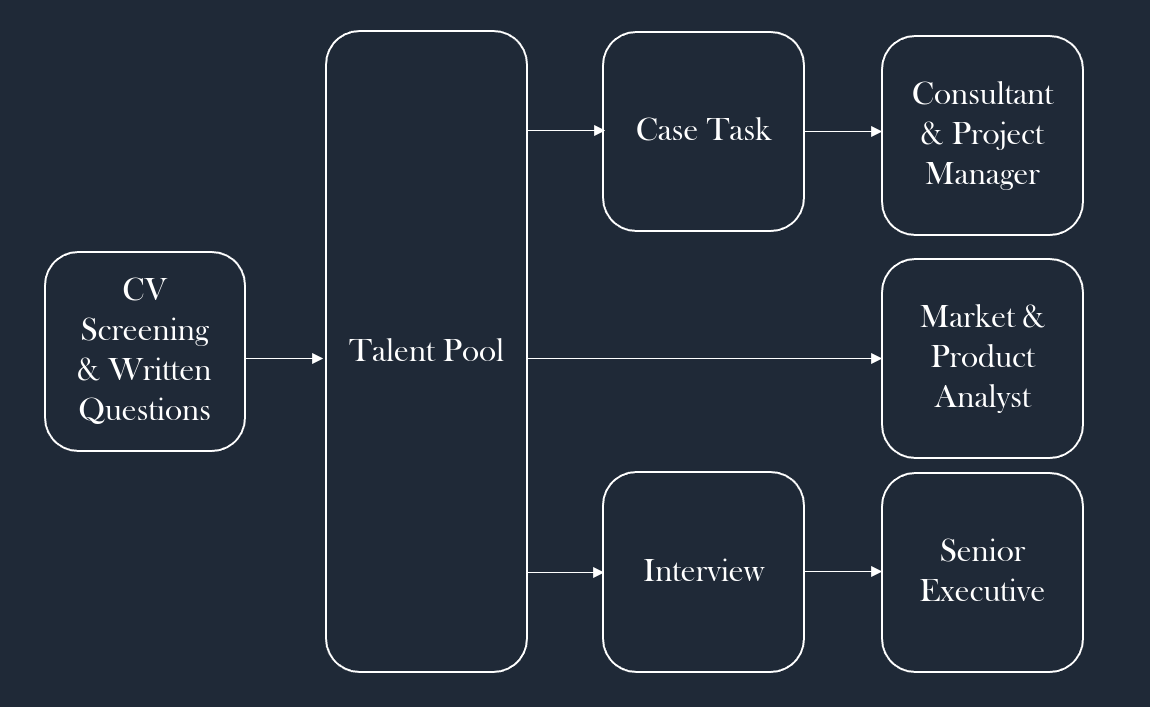 CV
Screening
& Written
Questions
Talent Pool
Case Task
Consultant
& Project
Manager
Market &
Product
Analyst
Interview
Senior
Executive